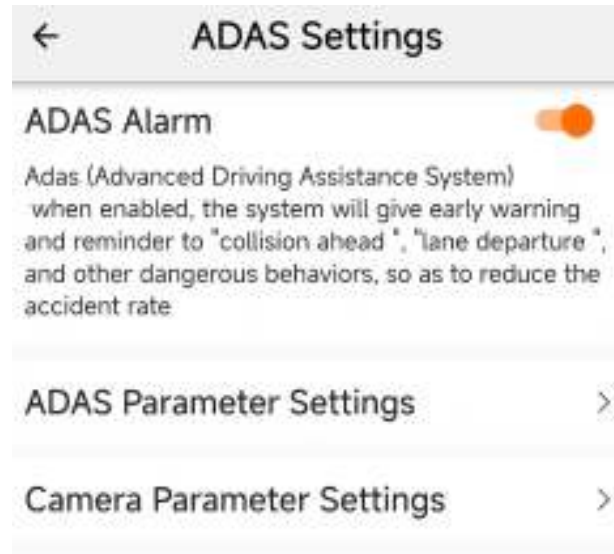 ADAS Settings
ADAS Alarm
Adas (Advanced Driving Assistance System)
when enabled, the system will give early warning
and reminder to "collision ahead ", "lane departure ",
and other dangerous behaviors, so as to reduce the
accident rate
ADAS Parameter Settings
Camera Parameter Settings